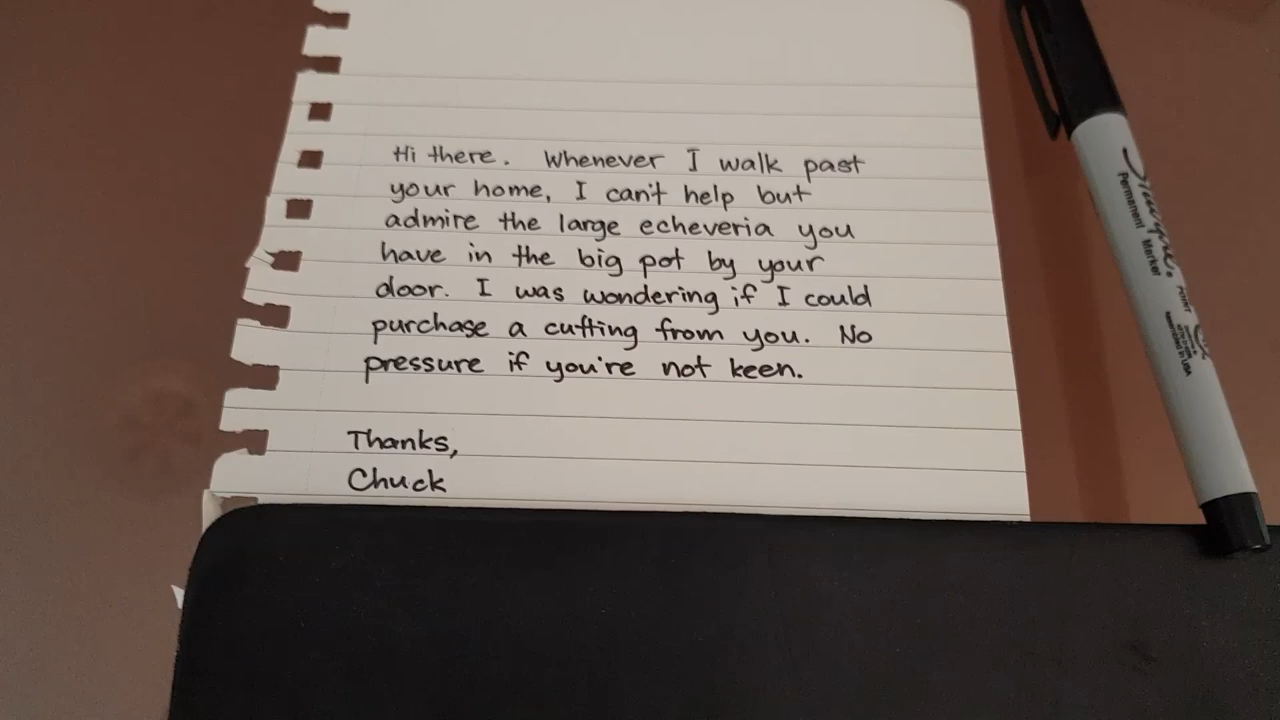 Hi there. Whenever I walk past
your home, I can't help but
admire the large echeveria you
have in the big pot by your
door. I was wondering if I could
purchase a cutting from you. No
pressure if you're not keen.
Thanks,
Chuck
Sharpie.
Permanent Marker